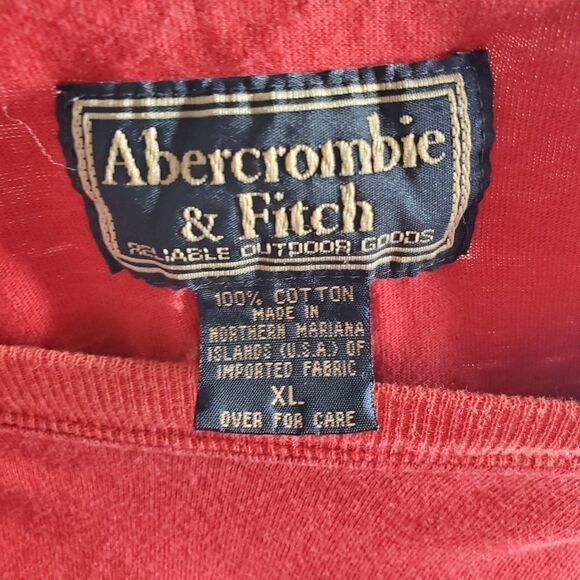 Abercrombie
& Fitch
RELIABLE OUTDOOR GOODS
100% COTTON
MADE IN
NORTHERN MARIANA
ISLANDS (U.S.A.) OF
IMPORTED FABRIC
XL
OVER FOR CARE